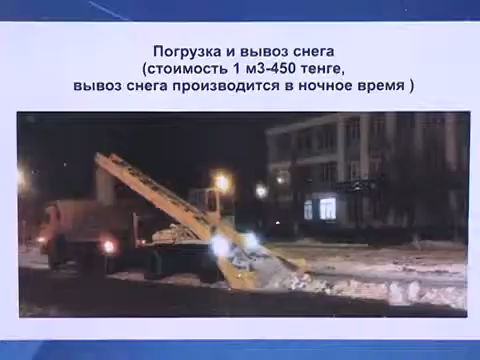 Погрузка и вывоз снега
(стоимость 1 м3-450 тенге,
вывоз снега производится в ночное время )